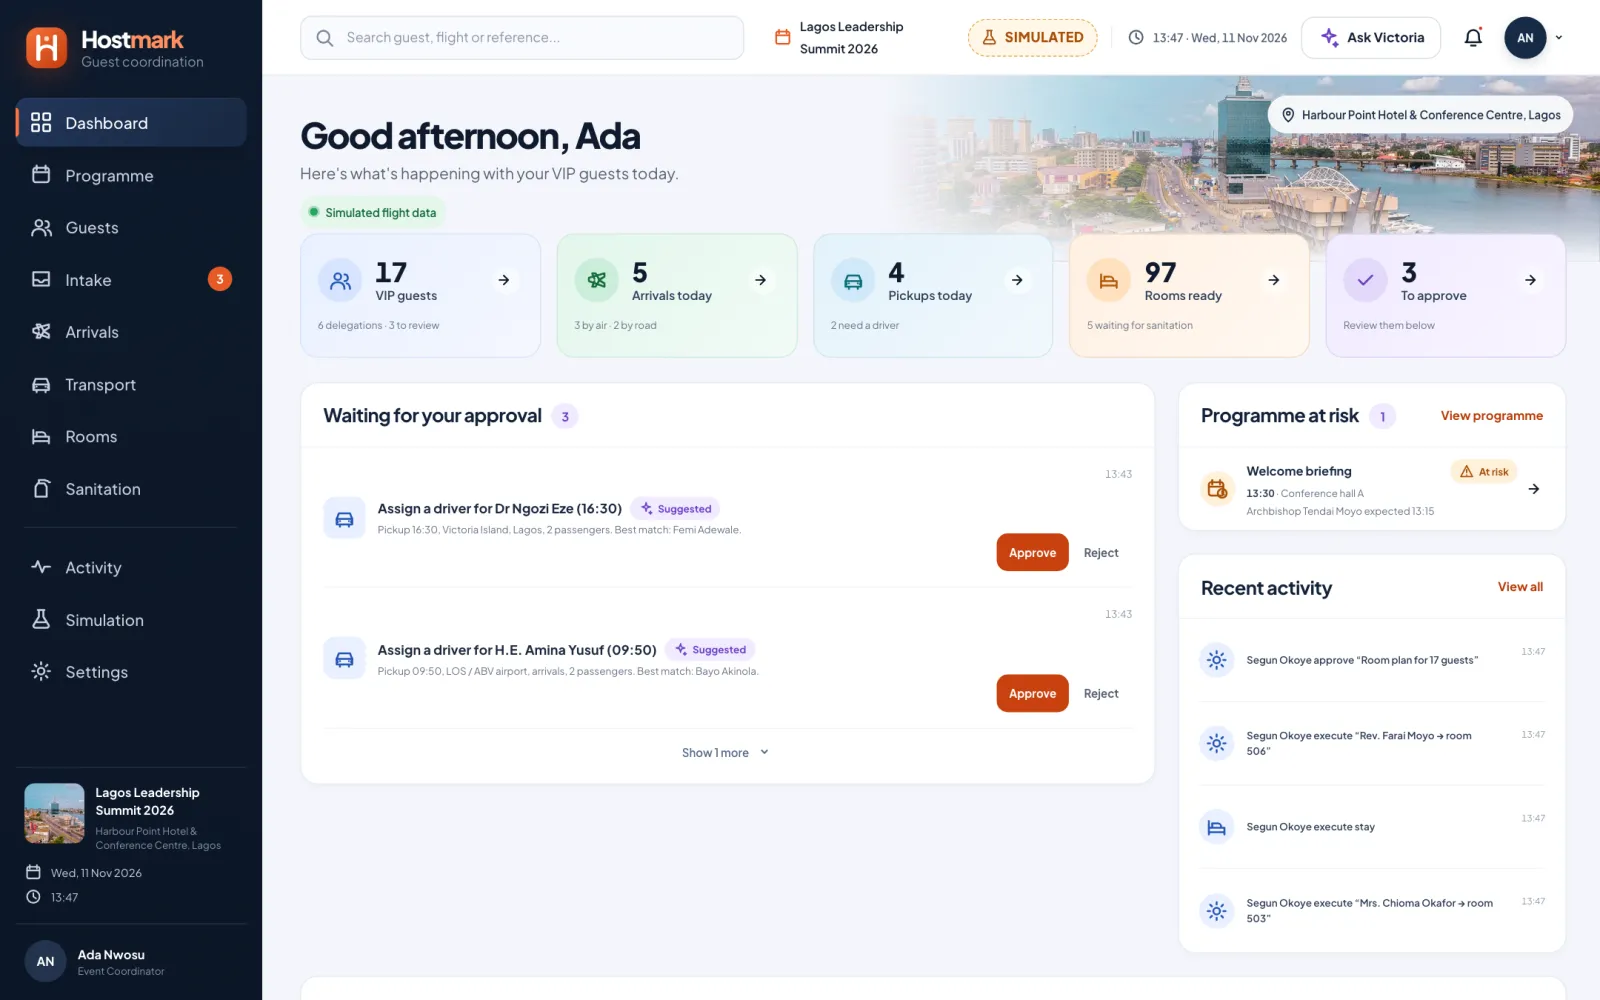 Hostmark
Guest coordination
Dashboard
Programme
Guests
Intake
3
Arrivals
Transport
Rooms
Sanitation
Activity
Simulation
Settings
Lagos Leadership
Summit 2026
Harbour Point Hotel &
Conference Centre, Lagos
Wed, 11 Nov 2026
13:47
AN
Ada Nwosu
Event Coordinator
Search guest, flight or reference...
Lagos Leadership
Summit 2026
SIMULATED
13:47 · Wed, 11 Nov 2026
Ask Victoria
AN
Good afternoon, Ada
Here's what's happening with your VIP guests today.
Simulated flight data
Harbour Point Hotel & Conference Centre, Lagos
17
VIP guests
6 delegations · 3 to review
5
Arrivals today
3 by air · 2 by road
4
Pickups today
2 need a driver
97
Rooms ready
5 waiting for sanitation
3
To approve
Review them below
Waiting for your approval 3
13:43
Assign a driver for Dr Ngozi Eze (16:30) Suggested
Pickup 16:30, Victoria Island, Lagos, 2 passengers. Best match: Femi Adewale.
Approve Reject
13:43
Assign a driver for H.E. Amina Yusuf (09:50) Suggested
Pickup 09:50, LOS / ABV airport, arrivals, 2 passengers. Best match: Bayo Akinola.
Approve Reject
Show 1 more
Programme at risk 1 View programme
Welcome briefing At risk
13:30 · Conference hall A
Archbishop Tendai Moyo expected 13:15
Recent activity View all
Segun Okoye approve “Room plan for 17 guests” 13:47
Segun Okoye execute “Rev. Farai Moyo → room 13:47
506”
Segun Okoye execute stay 13:47
Segun Okoye execute “Mrs. Chioma Okafor → room 13:47
503”